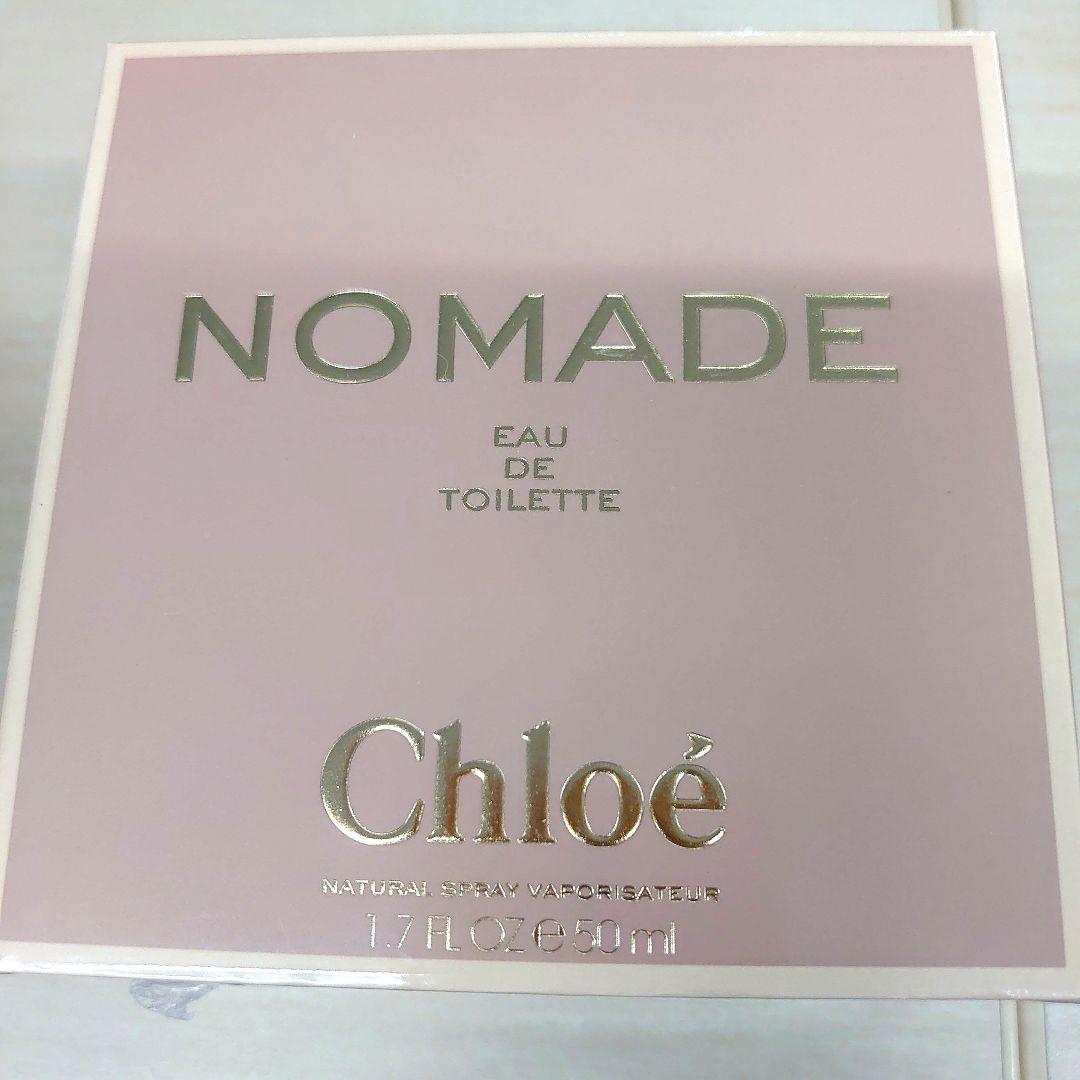 NOMADE
EAU
DE
TOILETTE
Chloé
NATURAL SPRAY VAPORISATEUR
1.7 FL OZ ℮ 50 ml